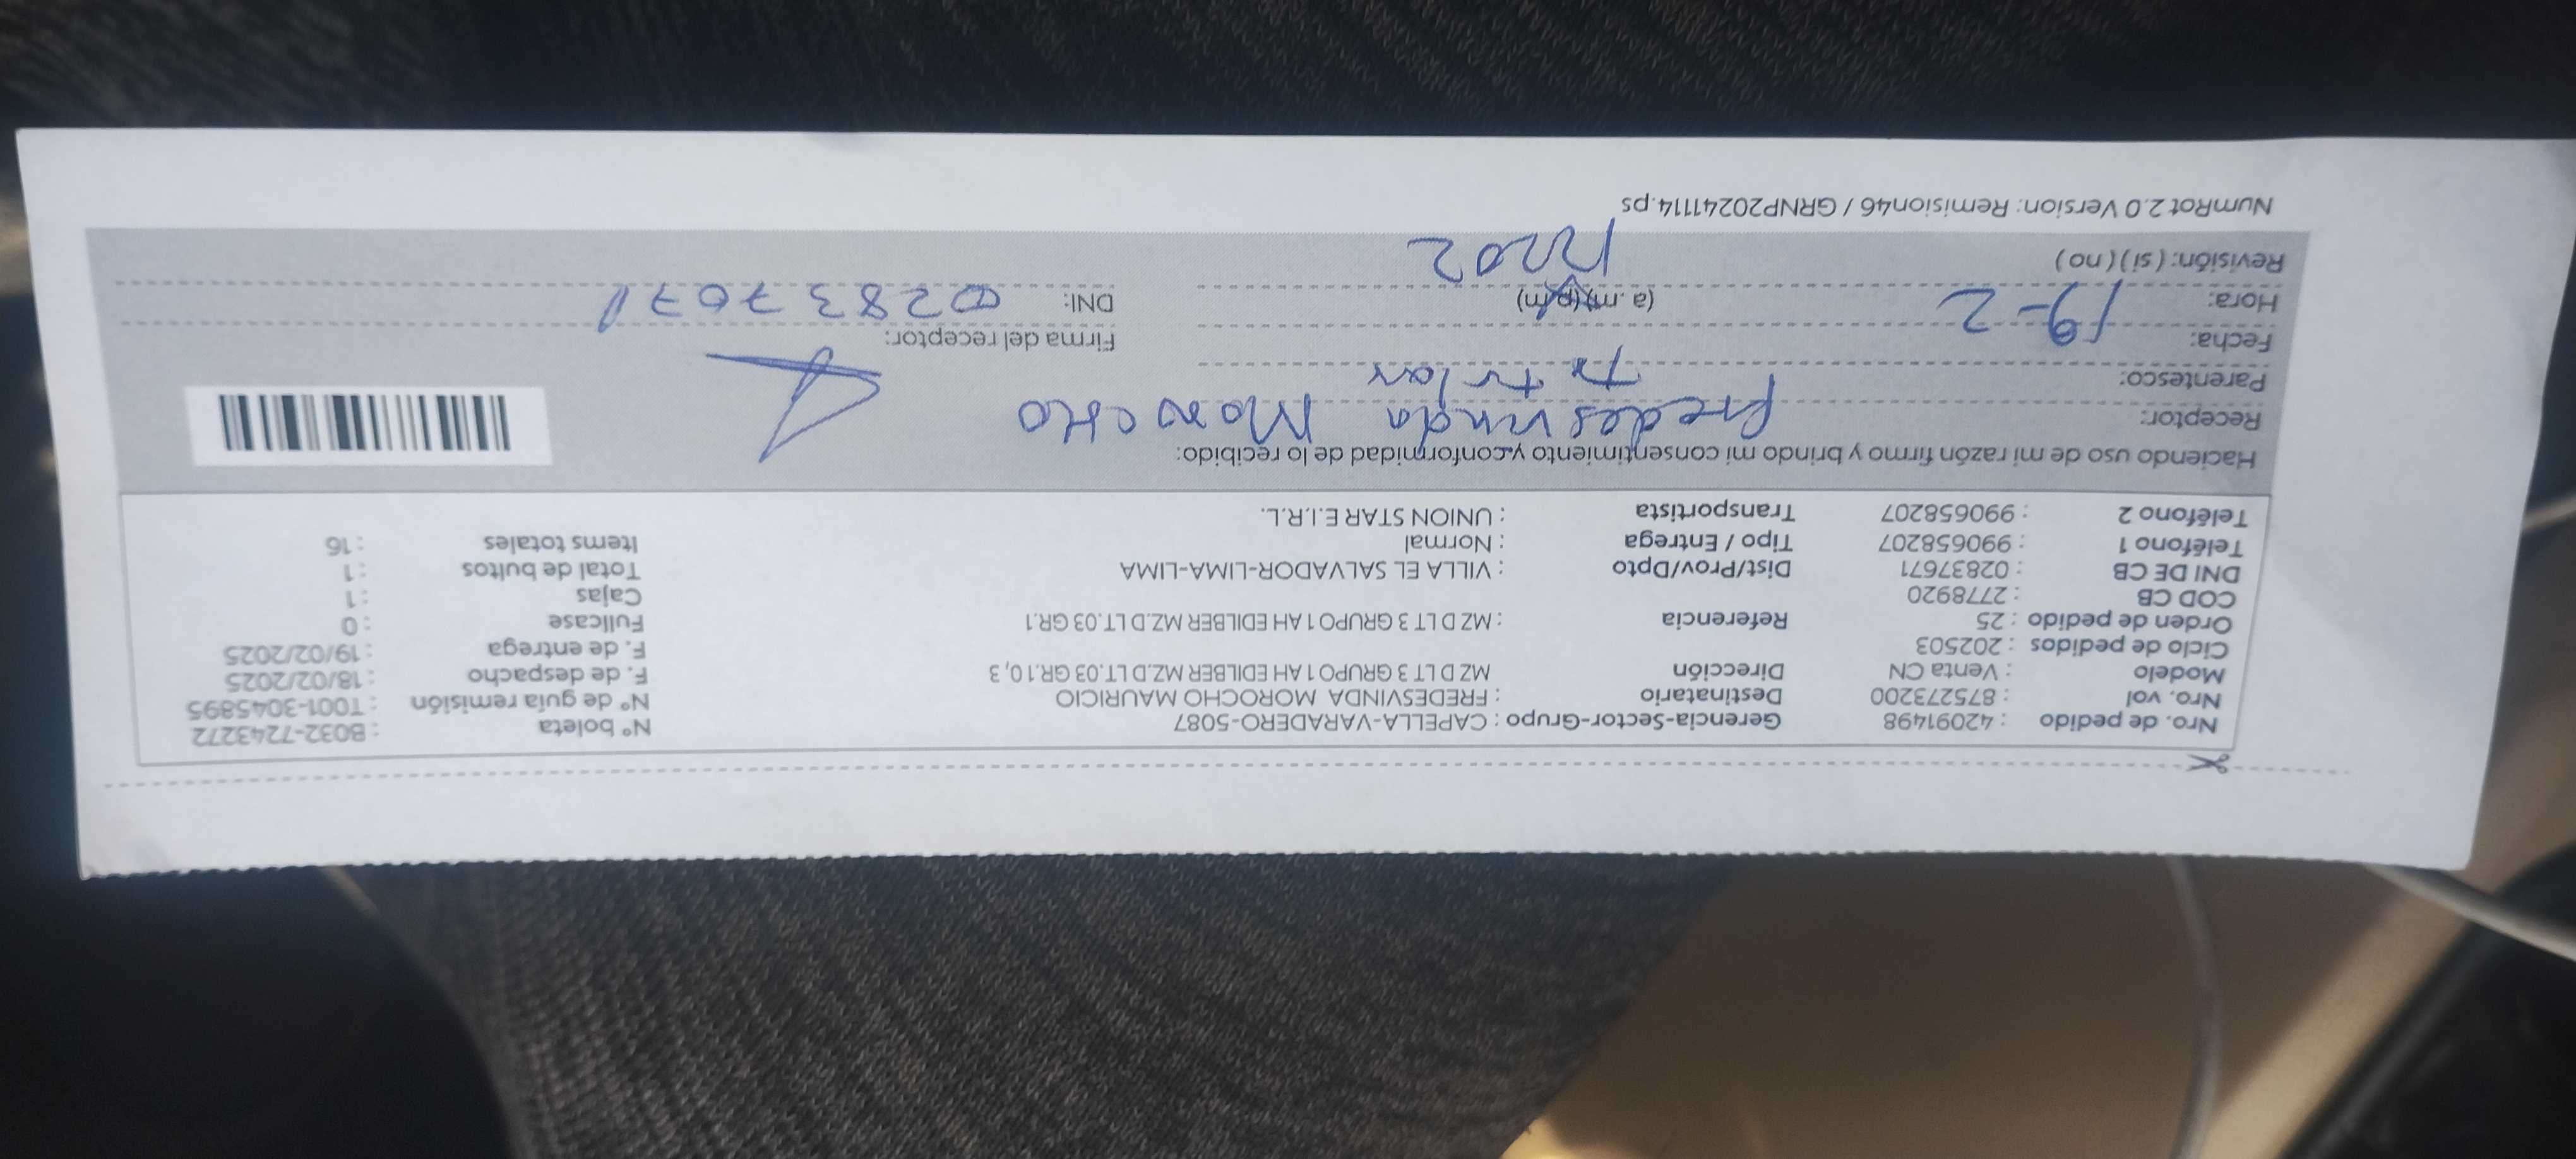 Nro. de pedido : 42091498 Gerencia-Sector-Grupo : CAPELLA-VARADERO-5087 N° boleta : B032-7243272
Nro. vol : 875273200 Destinatario : FREDESVINDA MOROCHO MAURICIO N° de guía remisión : T001-3045895
Modelo : Venta CN Dirección MZ D LT 3 GRUPO 1 AH EDILBER MZ.D LT.03 GR.10, 3 F. de despacho : 18/02/2025
Ciclo de pedidos : 202503 F. de entrega : 19/02/2025
Orden de pedido : 25 Referencia : MZ D LT 3 GRUPO 1 AH EDILBER MZ.D LT.03 GR.1 Fullcase : 0
COD CB : 2778920 Cajas : 1
DNI DE CB : 02837671 Dist/Prov/Dpto : VILLA EL SALVADOR-LIMA-LIMA Total de bultos : 1
Teléfono 1 : 990658207 Tipo / Entrega : Normal Items totales : 16
Teléfono 2 : 990658207 Transportista : UNION STAR E.I.R.L.
Haciendo uso de mi razón firmo y brindo mi consentimiento y conformidad de lo recibido:
Receptor: Fredesvinda Morocho
Parentesco:
Fecha: 19-2 Firma del receptor:
Hora: (a. m) (p. m) DNI:
Revisión: ( si ) ( no )
NumRot 2.0 Version: Remision46 / GRNP20241114.ps